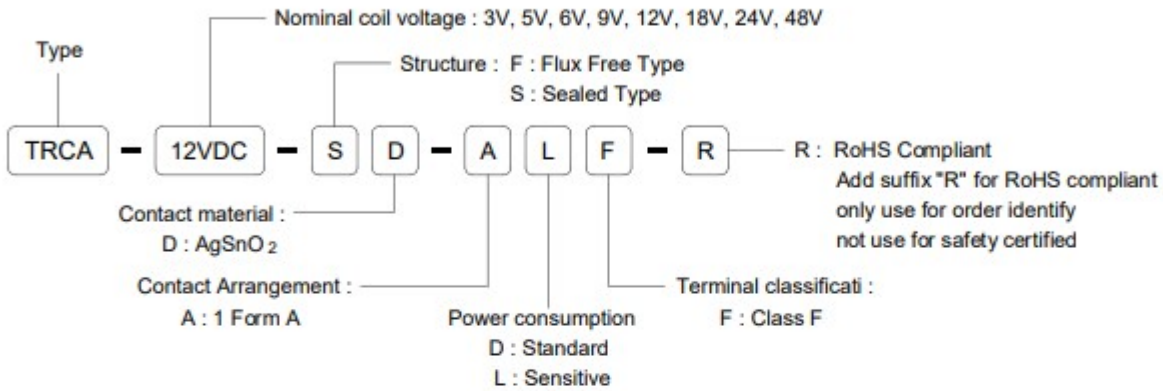 Nominal coil voltage : 3V, 5V, 6V, 9V, 12V, 18V, 24V, 48V
Type
Structure : F : Flux Free Type
S : Sealed Type
TRCA - 12VDC - S D - A L F - R
R : RoHS Compliant
Add suffix "R" for RoHS compliant
only use for order identify
not use for safety certified
Contact material :
D : AgSnO2
Contact Arrangement :
A : 1 Form A
Power consumption
D : Standard
L : Sensitive
Terminal classificati :
F : Class F